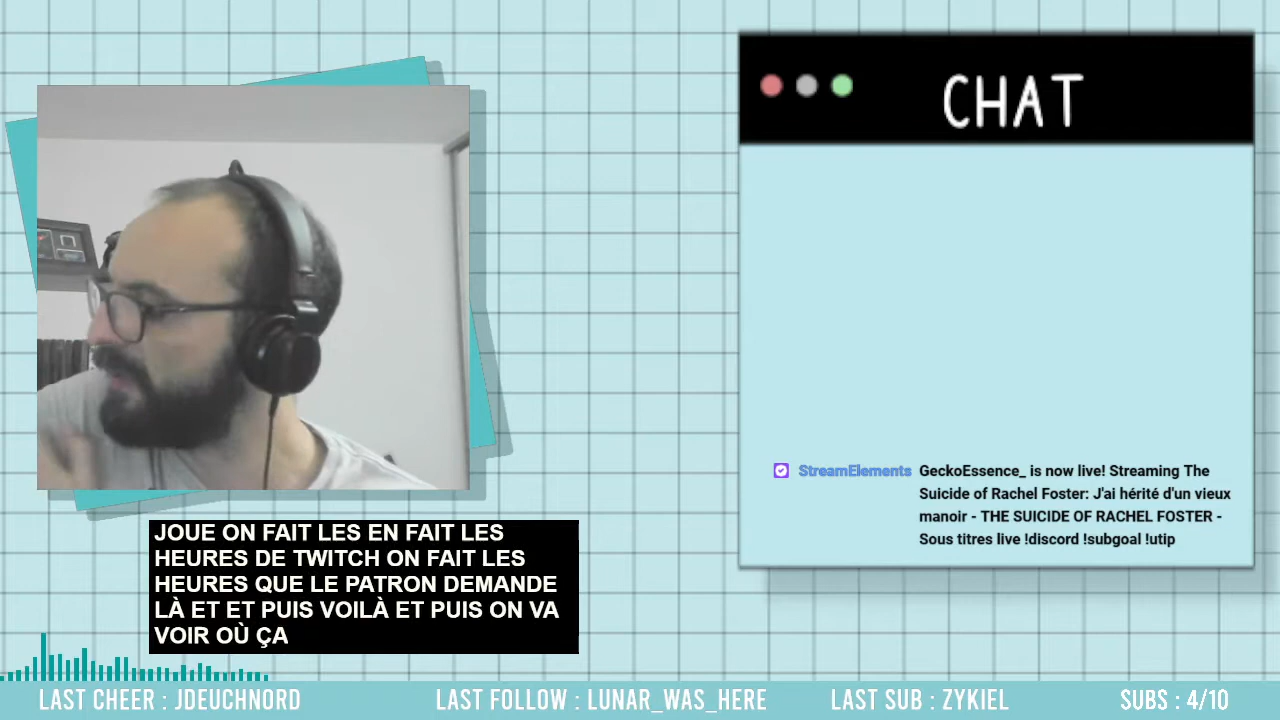 CHAT
StreamElements GeckoEssence_ is now live! Streaming The
Suicide of Rachel Foster: J'ai hérité d'un vieux
manoir - THE SUICIDE OF RACHEL FOSTER -
Sous titres live !discord !subgoal !utip
JOUE ON FAIT LES EN FAIT LES
HEURES DE TWITCH ON FAIT LES
HEURES QUE LE PATRON DEMANDE
LÀ ET ET PUIS VOILÀ ET PUIS ON VA
VOIR OÙ ÇA
LAST CHEER : JDEUCHNORD LAST FOLLOW : LUNAR_WAS_HERE LAST SUB : ZYKIEL SUBS : 4/10